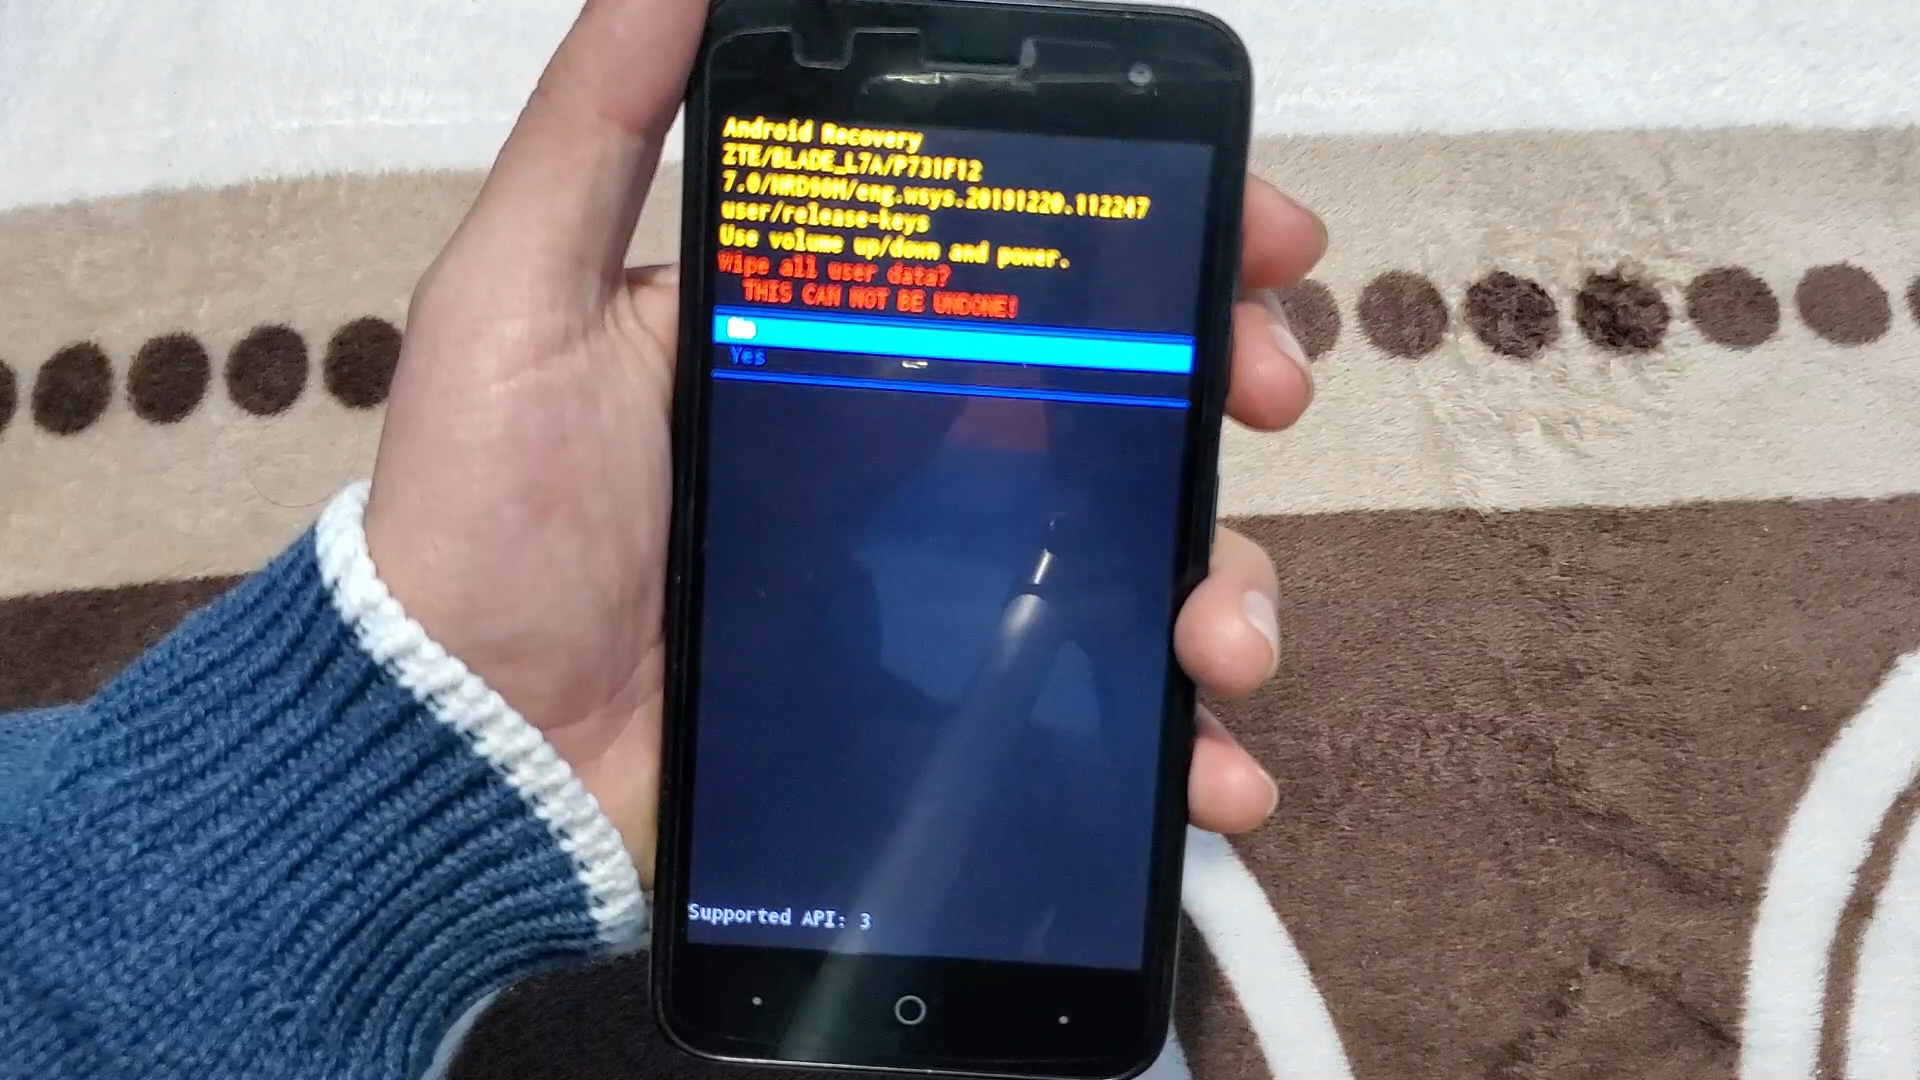 Android Recovery
ZTE/BLADE_L7A/P731F12
7.0/NRD90M/eng.wsys.20191220.112247
user/release-keys
Use volume up/down and power.
Wipe all user data?
THIS CAN NOT BE UNDONE!
No
Yes
Supported API: 3